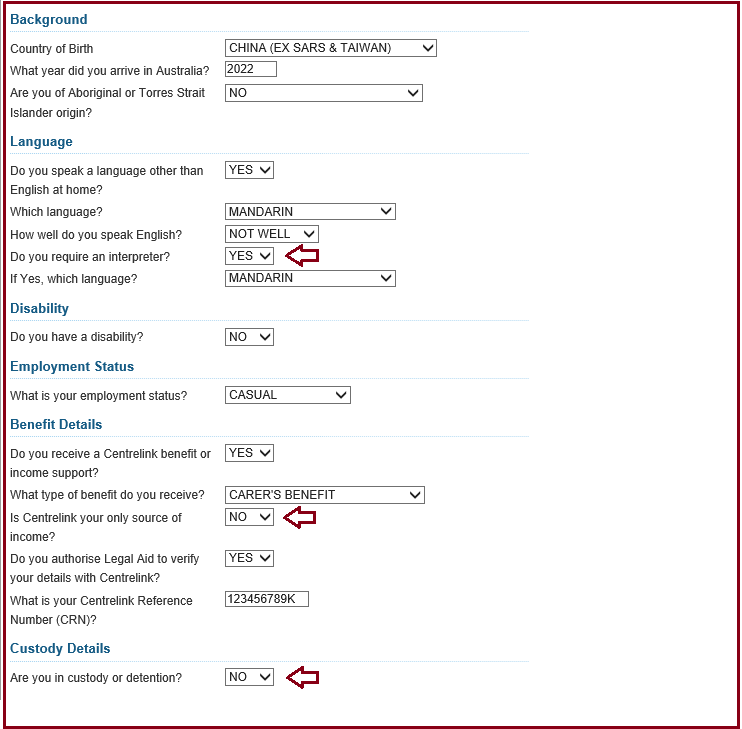 Background
Country of Birth CHINA (EX SARS & TAIWAN)
What year did you arrive in Australia? 2022
Are you of Aboriginal or Torres Strait NO
Islander origin?
Language
Do you speak a language other than YES
English at home?
Which language? MANDARIN
How well do you speak English? NOT WELL
Do you require an interpreter? YES
If Yes, which language? MANDARIN
Disability
Do you have a disability? NO
Employment Status
What is your employment status? CASUAL
Benefit Details
Do you receive a Centrelink benefit or YES
income support?
What type of benefit do you receive? CARER'S BENEFIT
Is Centrelink your only source of NO
income?
Do you authorise Legal Aid to verify YES
your details with Centrelink?
What is your Centrelink Reference 123456789K
Number (CRN)?
Custody Details
Are you in custody or detention? NO